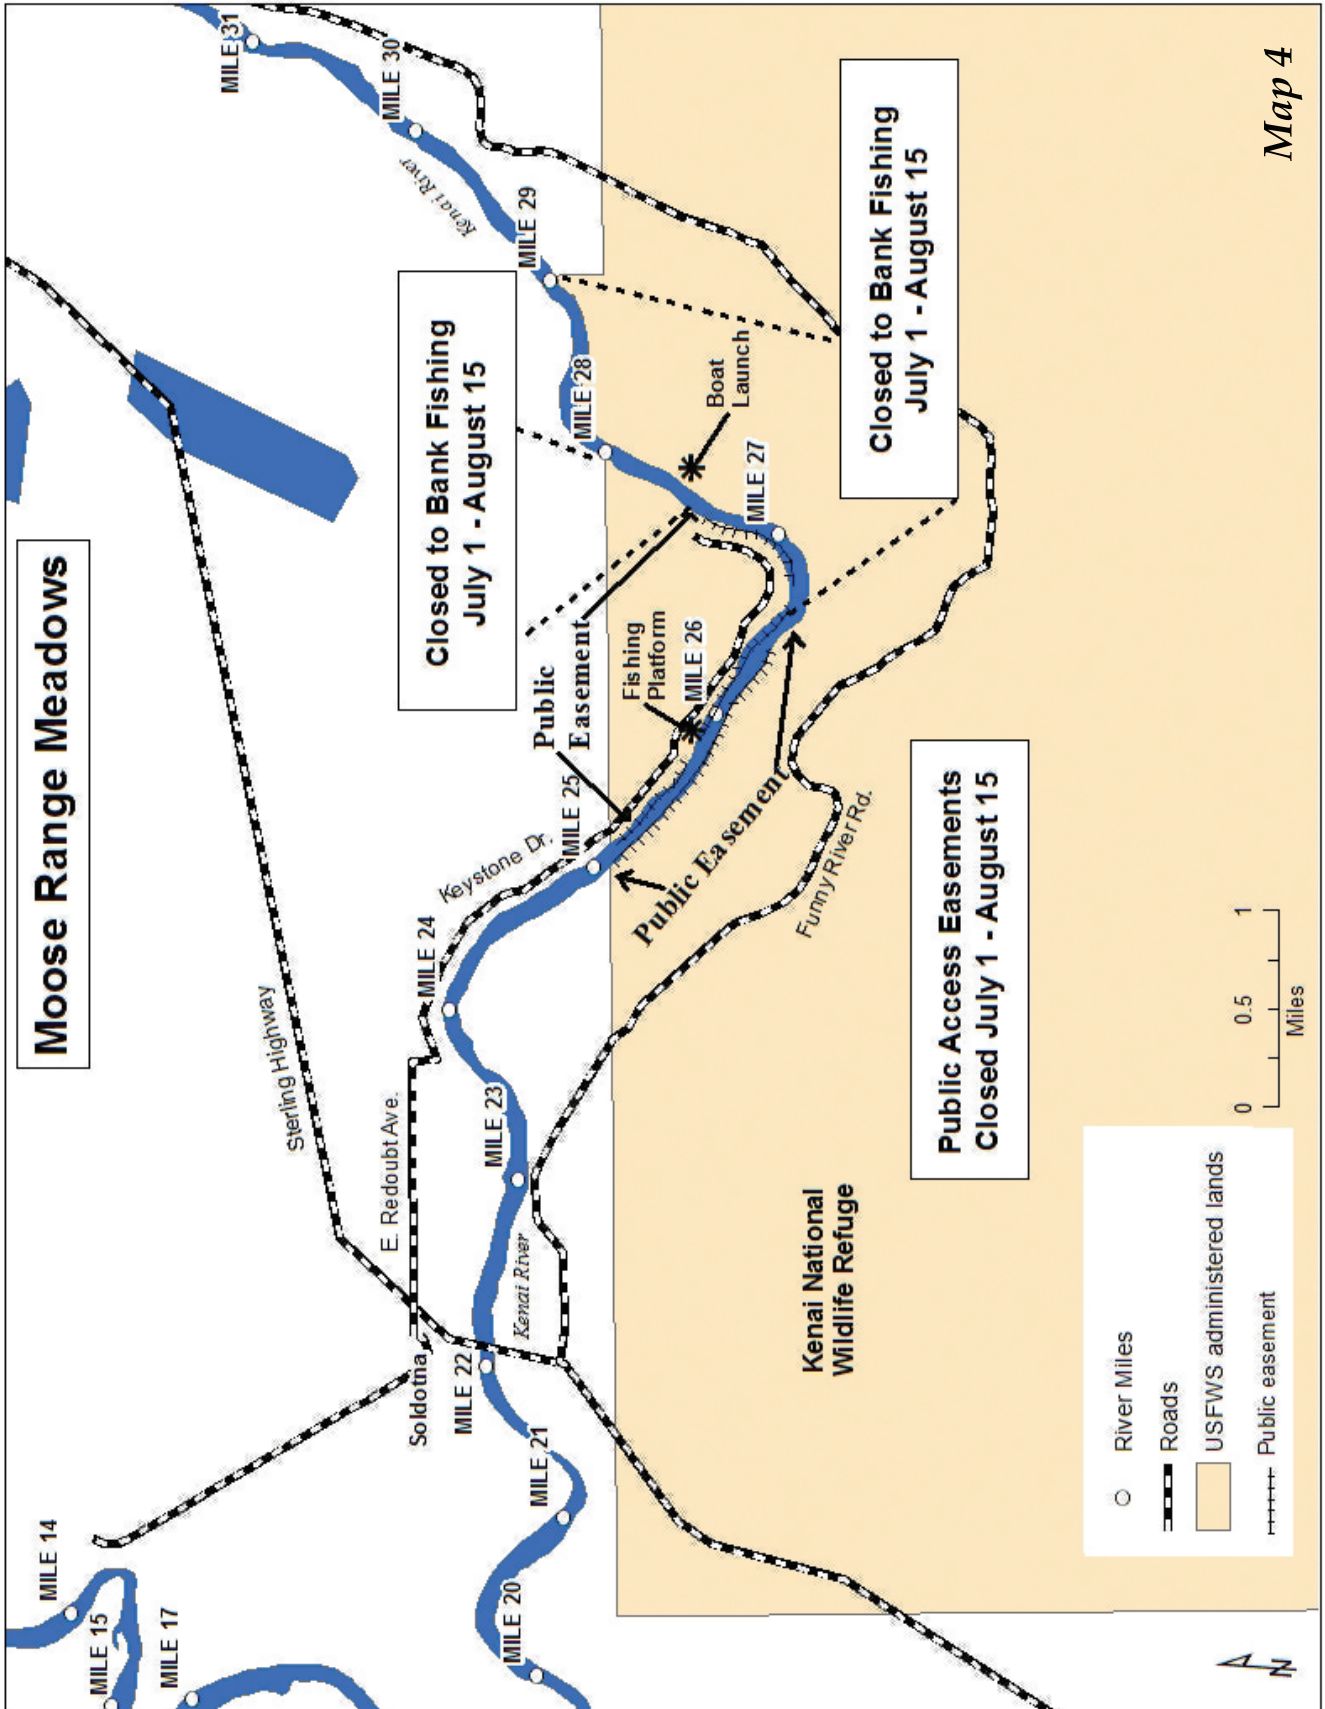 Moose Range Meadows
MILE 14
MILE 15
MILE 17
MILE 20
MILE 21
MILE 22
MILE 23
MILE 24
MILE 25
MILE 26
MILE 27
MILE 28
MILE 29
MILE 30
MILE 31
Soldotna
Sterling Highway
E. Redoubt Ave.
Keystone Dr.
Funny River Rd.
Kenai River
Kenai River
Closed to Bank Fishing
July 1 - August 15
Public
Easement
Fishing
Platform
Boat
Launch
Public Easement
Closed to Bank Fishing
July 1 - August 15
Public Access Easements
Closed July 1 - August 15
Kenai National
Wildlife Refuge
River Miles
Roads
USFWS administered lands
Public easement
0
0.5
1
Miles
N
Map 4